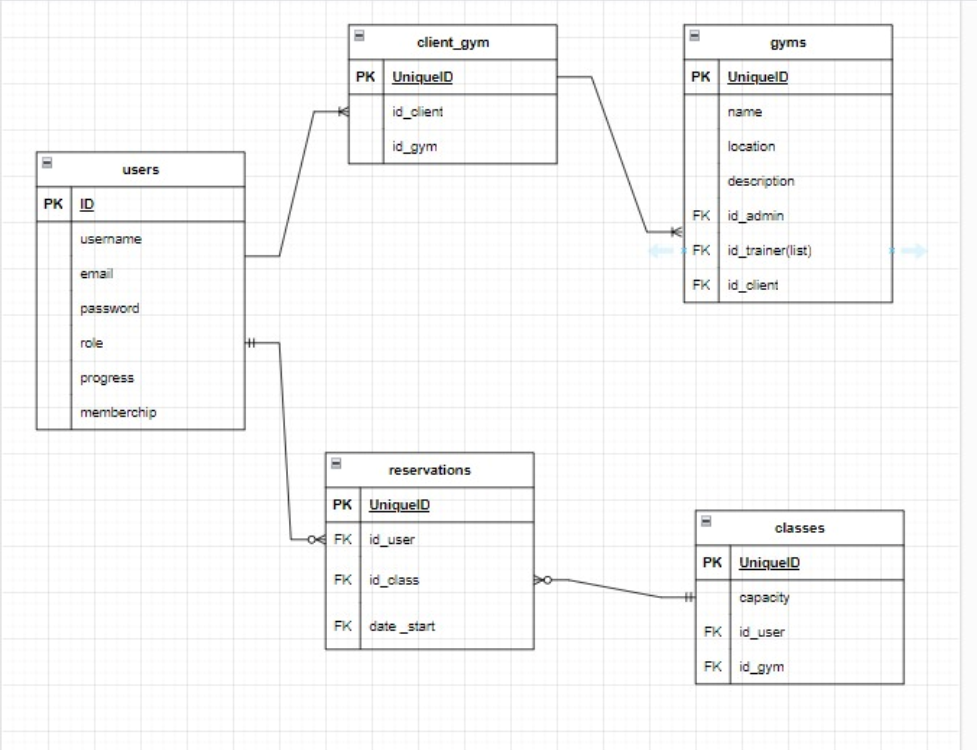 client_gym
PK UniqueID
id_client
id_gym
gyms
PK UniqueID
name
location
description
FK id_admin
FK id_trainer(list)
FK id_client
users
PK ID
username
email
password
role
progress
memberchip
reservations
PK UniqueID
FK id_user
FK id_class
FK date _start
classes
PK UniqueID
capacity
FK id_user
FK id_gym